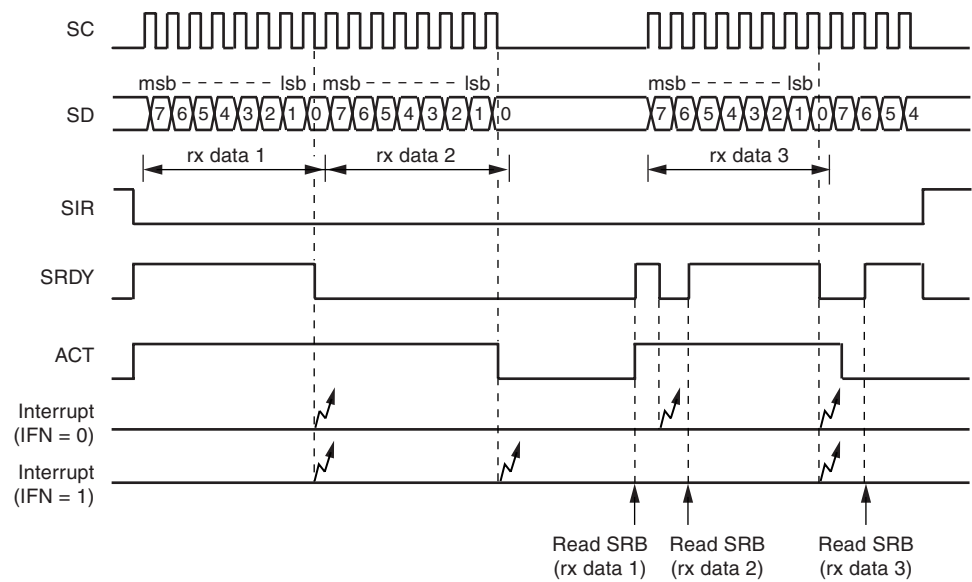 SC
msb lsb msb lsb msb lsb
SD 7 6 5 4 3 2 1 0 7 6 5 4 3 2 1 0 7 6 5 4 3 2 1 0 7 6 5 4
rx data 1 rx data 2 rx data 3
SIR
SRDY
ACT
Interrupt
(IFN = 0)
Interrupt
(IFN = 1)
Read SRB
(rx data 1)
Read SRB
(rx data 2)
Read SRB
(rx data 3)